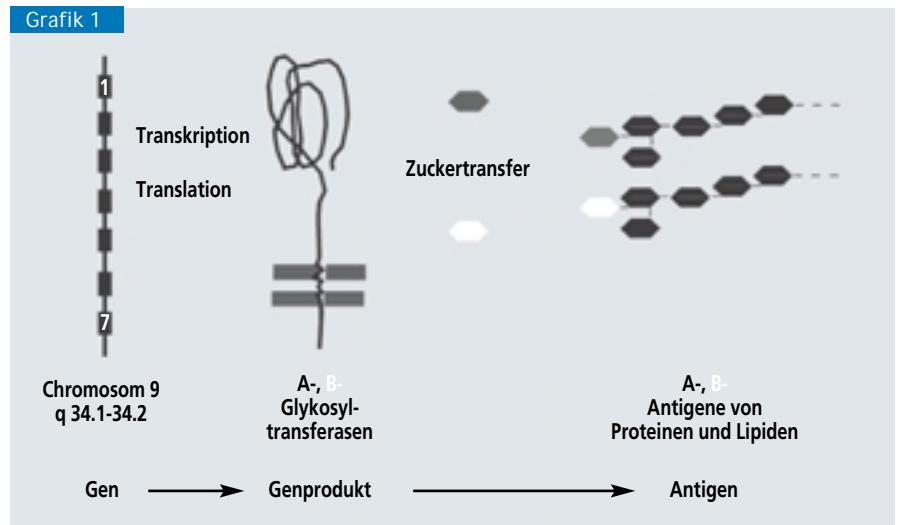 Grafik 1
1
7
Transkription
Translation
Zuckertransfer
Chromosom 9
q 34.1-34.2
A-, B-
Glykosyl-
transferasen
A-, B-
Antigene von
Proteinen und Lipiden
Gen
Genprodukt
Antigen